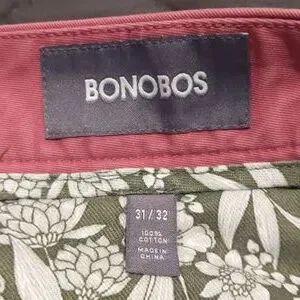 BONOBOS
31 / 32
100%
COTTON
MADE IN
CHINA